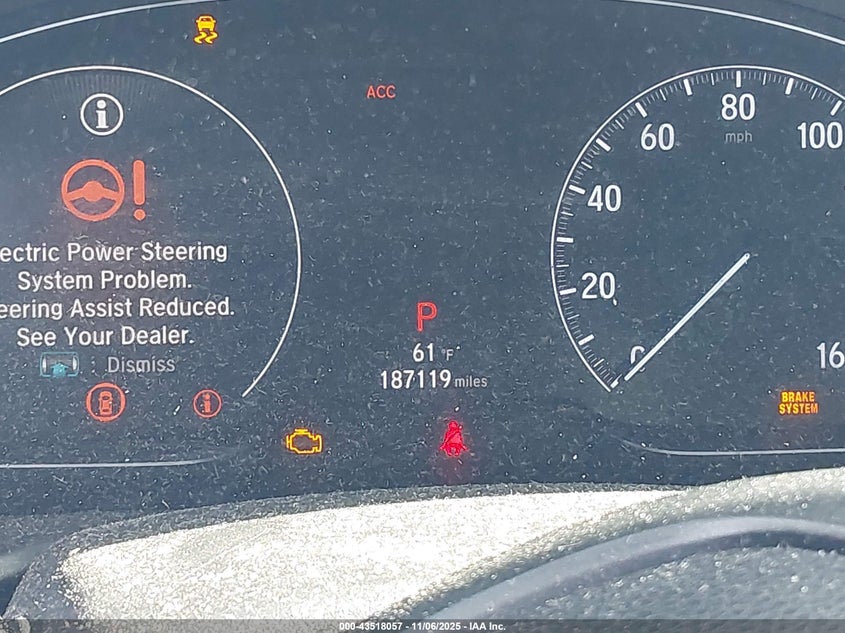 ACC
80
mph
60
100
40
20
0
16
ectric Power Steering
System Problem.
eering Assist Reduced.
See Your Dealer.
: Dismiss
P
61 °F
187119 miles
BRAKE
SYSTEM
000-43518057 - 11/06/2025 - IAA Inc.